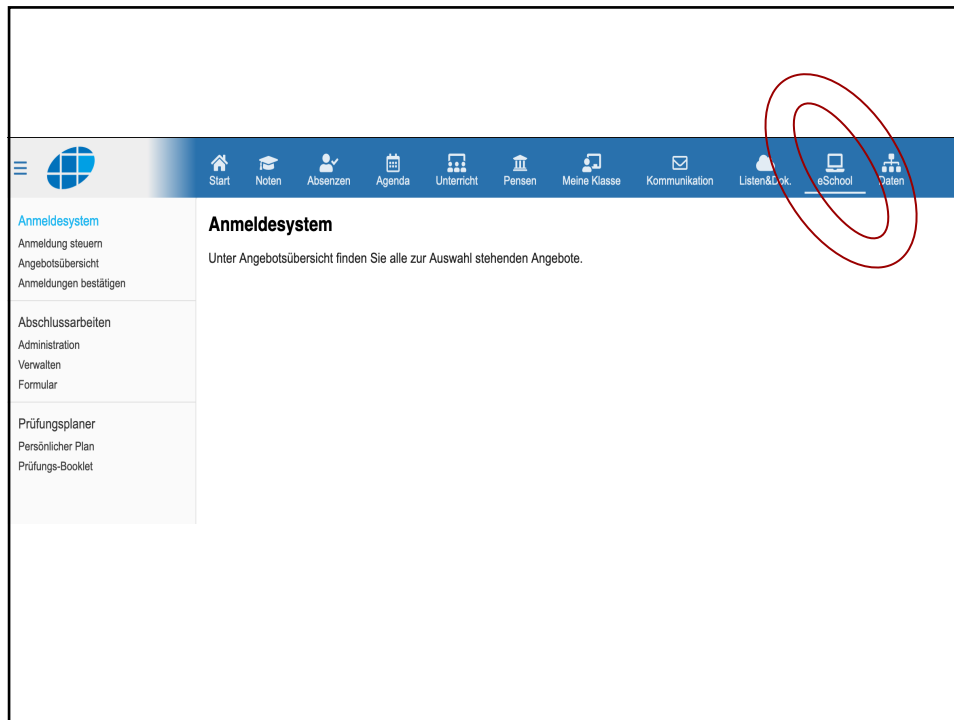 Start Noten Absenzen Agenda Unterricht Pensen Meine Klasse Kommunikation Listen&Dok. eSchool Daten
Anmeldesystem
Anmeldung steuern
Angebotsübersicht
Anmeldungen bestätigen
Abschlussarbeiten
Administration
Verwalten
Formular
Prüfungsplaner
Persönlicher Plan
Prüfungs-Booklet
Anmeldesystem
Unter Angebotsübersicht finden Sie alle zur Auswahl stehenden Angebote.